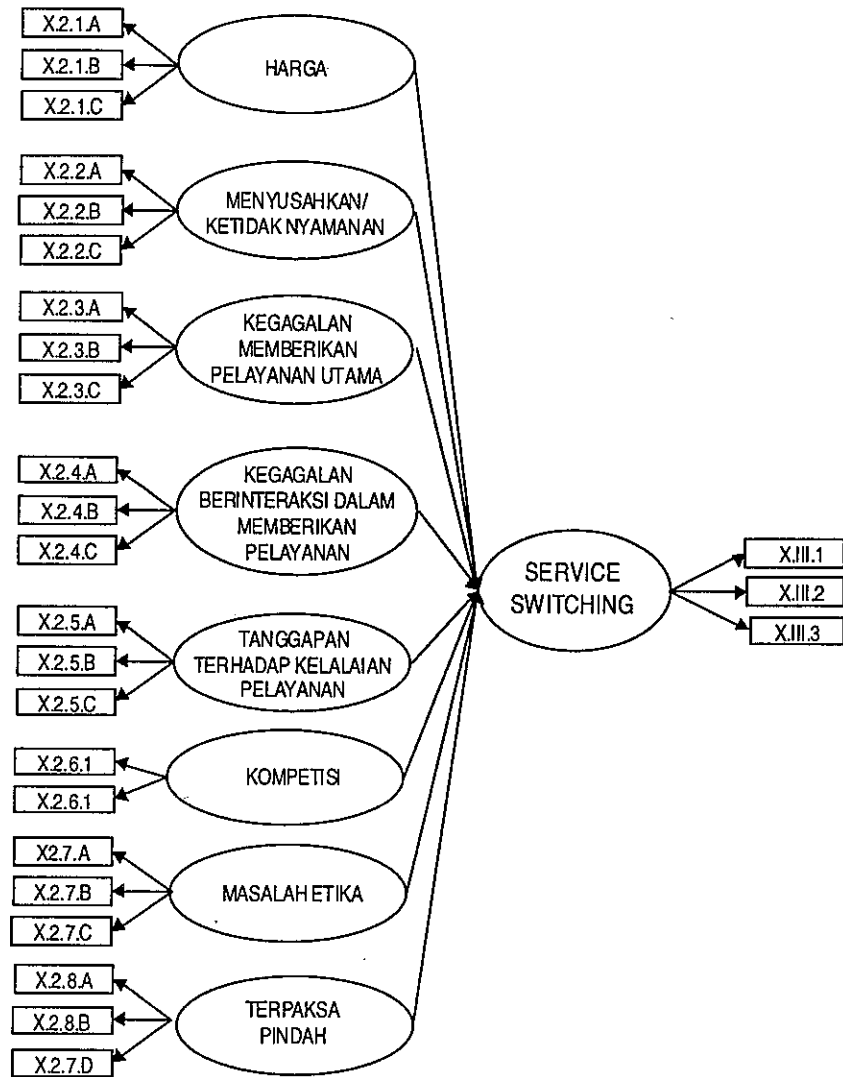 X.2.1.A
X.2.1.B
X.2.1.C
HARGA
X.2.2.A
X.2.2.B
X.2.2.C
MENYUSAHKAN/
KETIDAK NYAMANAN
X.2.3.A
X.2.3.B
X.2.3.C
KEGAGALAN
MEMBERIKAN
PELAYANAN UTAMA
X.2.4.A
X.2.4.B
X.2.4.C
KEGAGALAN
BERINTERAKSI DALAM
MEMBERIKAN
PELAYANAN
X.2.5.A
X.2.5.B
X.2.5.C
TANGGAPAN
TERHADAP KELALAIAN
PELAYANAN
X.2.6.1
X.2.6.1
KOMPETISI
X2.7.A
X.2.7.B
X.2.7.C
MASALAH ETIKA
X.2.8.A
X.2.8.B
X.2.7.D
TERPAKSA
PINDAH
SERVICE
SWITCHING
X.III.1
X.III.2
X.III.3